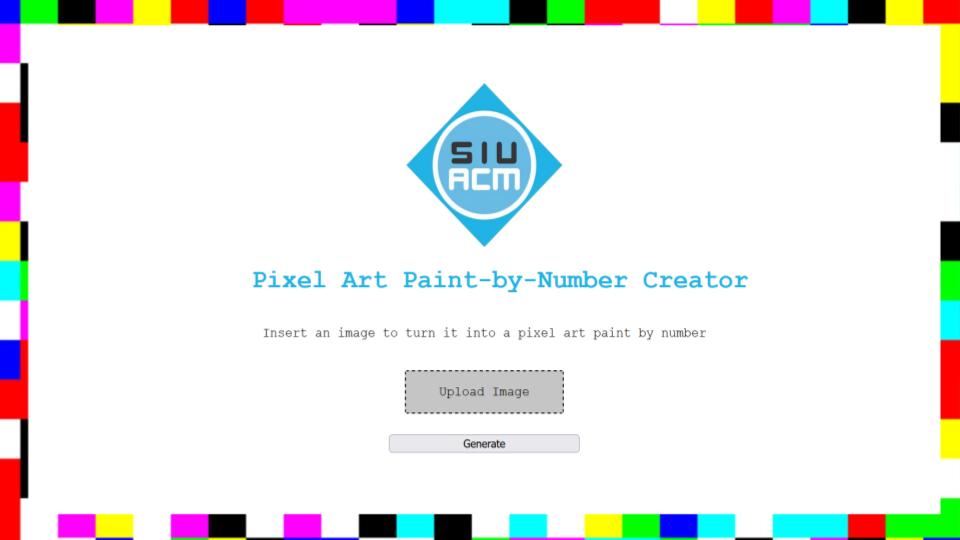 SIU
ACM
Pixel Art Paint-by-Number Creator
Insert an image to turn it into a pixel art paint by number
Upload Image
Generate